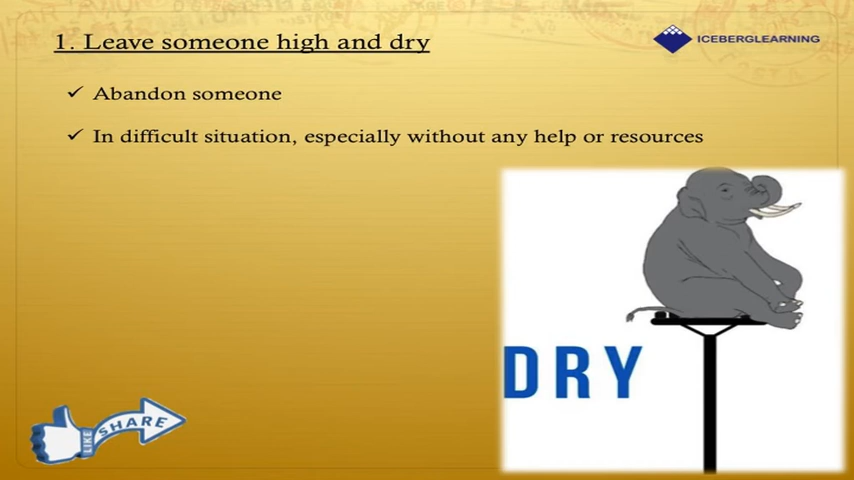 1. Leave someone high and dry
ICEBERGLEARNING
✓ Abandon someone
✓ In difficult situation, especially without any help or resources
DRY
LIKE
SHARE